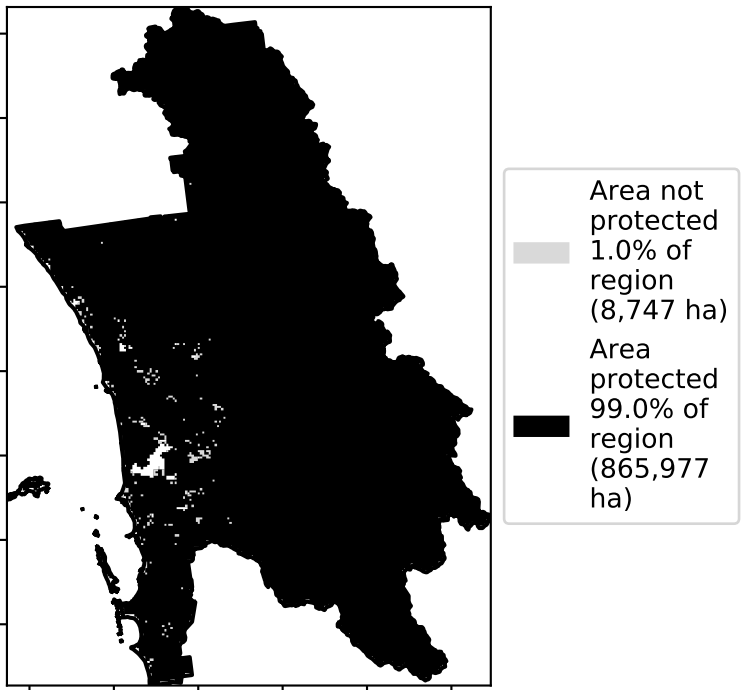 Area not
protected
1.0% of
region
(8,747 ha)
Area
protected
99.0% of
region
(865,977
ha)